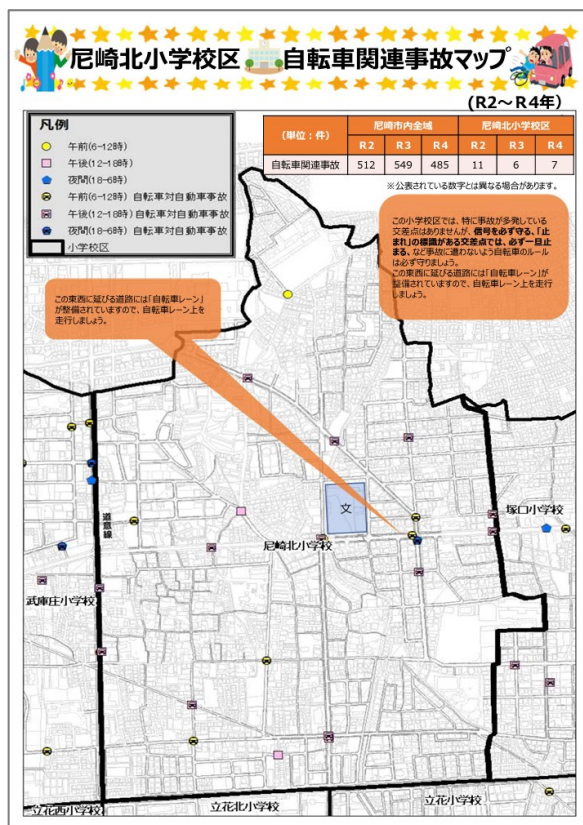 尼崎北小学校区 自転車関連事故マップ
(R2～R4年)
凡例
午前(6-12時)
午後(12-18時)
夜間(18-6時)
午前(6-12時) 自転車対自動車事故
午後(12-18時) 自転車対自動車事故
夜間(18-6時) 自転車対自動車事故
小学校区
(単位：件) 尼崎市内全域 尼崎北小学校区
R2 R3 R4 R2 R3 R4
自転車関連事故 512 549 485 11 6 7
※公表されている数字とは異なる場合があります。
この小学校区では、特に事故が多発している
交差点はありませんが、信号を必ず守る、「止
まれ」の標識がある交差点では、必ず一旦止
まる、など事故に遭わないよう自転車のルール
は必ず守りましょう。
この東西に延びる道路には「自転車レーン」が
整備されていますので、自転車レーン上を走行
しましょう。
この東西に延びる道路には「自転車レーン」
が整備されていますので、自転車レーン上を
走行しましょう。
文
道意線
塚口小学校
尼崎北小学校
武庫庄小学校
立花西小学校
立花北小学校
立花小学校